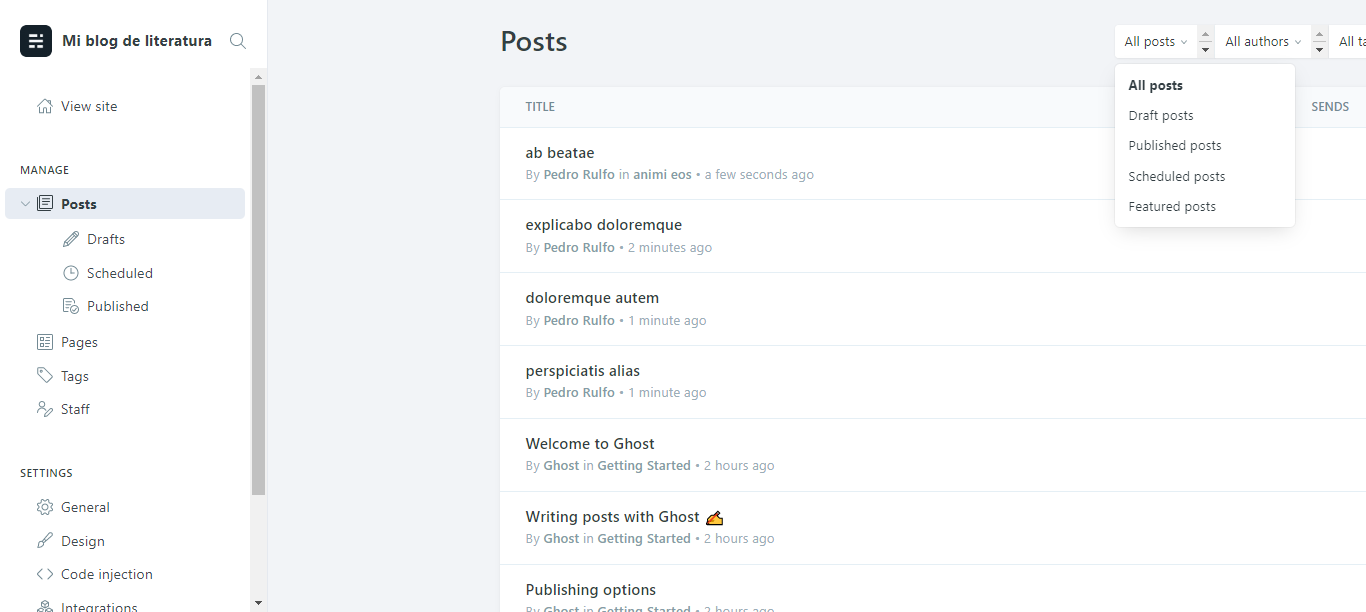 Mi blog de literatura
View site
MANAGE
Posts
Drafts
Scheduled
Published
Pages
Tags
Staff
SETTINGS
General
Design
Code injection
Integrations
Posts
All posts
All authors
All ta
All posts
Draft posts
Published posts
Scheduled posts
Featured posts
TITLE
SENDS
ab beatae
By Pedro Rulfo in animi eos • a few seconds ago
explicabo doloremque
By Pedro Rulfo • 2 minutes ago
doloremque autem
By Pedro Rulfo • 1 minute ago
perspiciatis alias
By Pedro Rulfo • 1 minute ago
Welcome to Ghost
By Ghost in Getting Started • 2 hours ago
Writing posts with Ghost ✍️
By Ghost in Getting Started • 2 hours ago
Publishing options
By Ghost in Getting Started • 2 hours ago